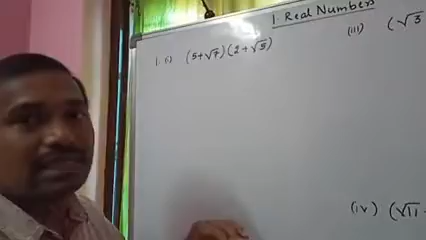 1. Real Numbers
1. (i) (5+√7)(2+√5)
(iii) (√3
(iv) (√11